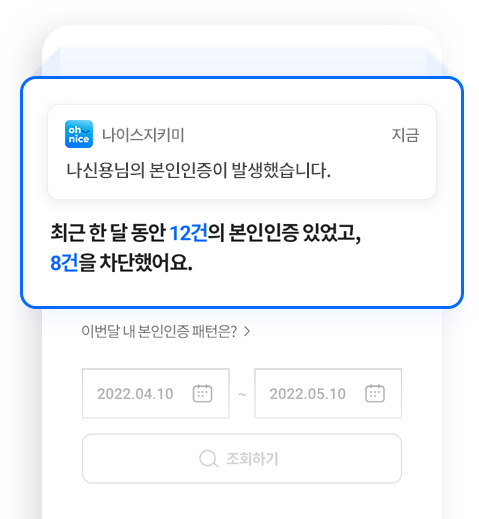 oh
nice
나이스지키미
지금
나신용님의 본인인증이 발생했습니다.
최근 한 달 동안 12건의 본인인증 있었고,
8건을 차단했어요.
이번달 내 본인인증 패턴은? >
2022.04.10 ~ 2022.05.10
조회하기